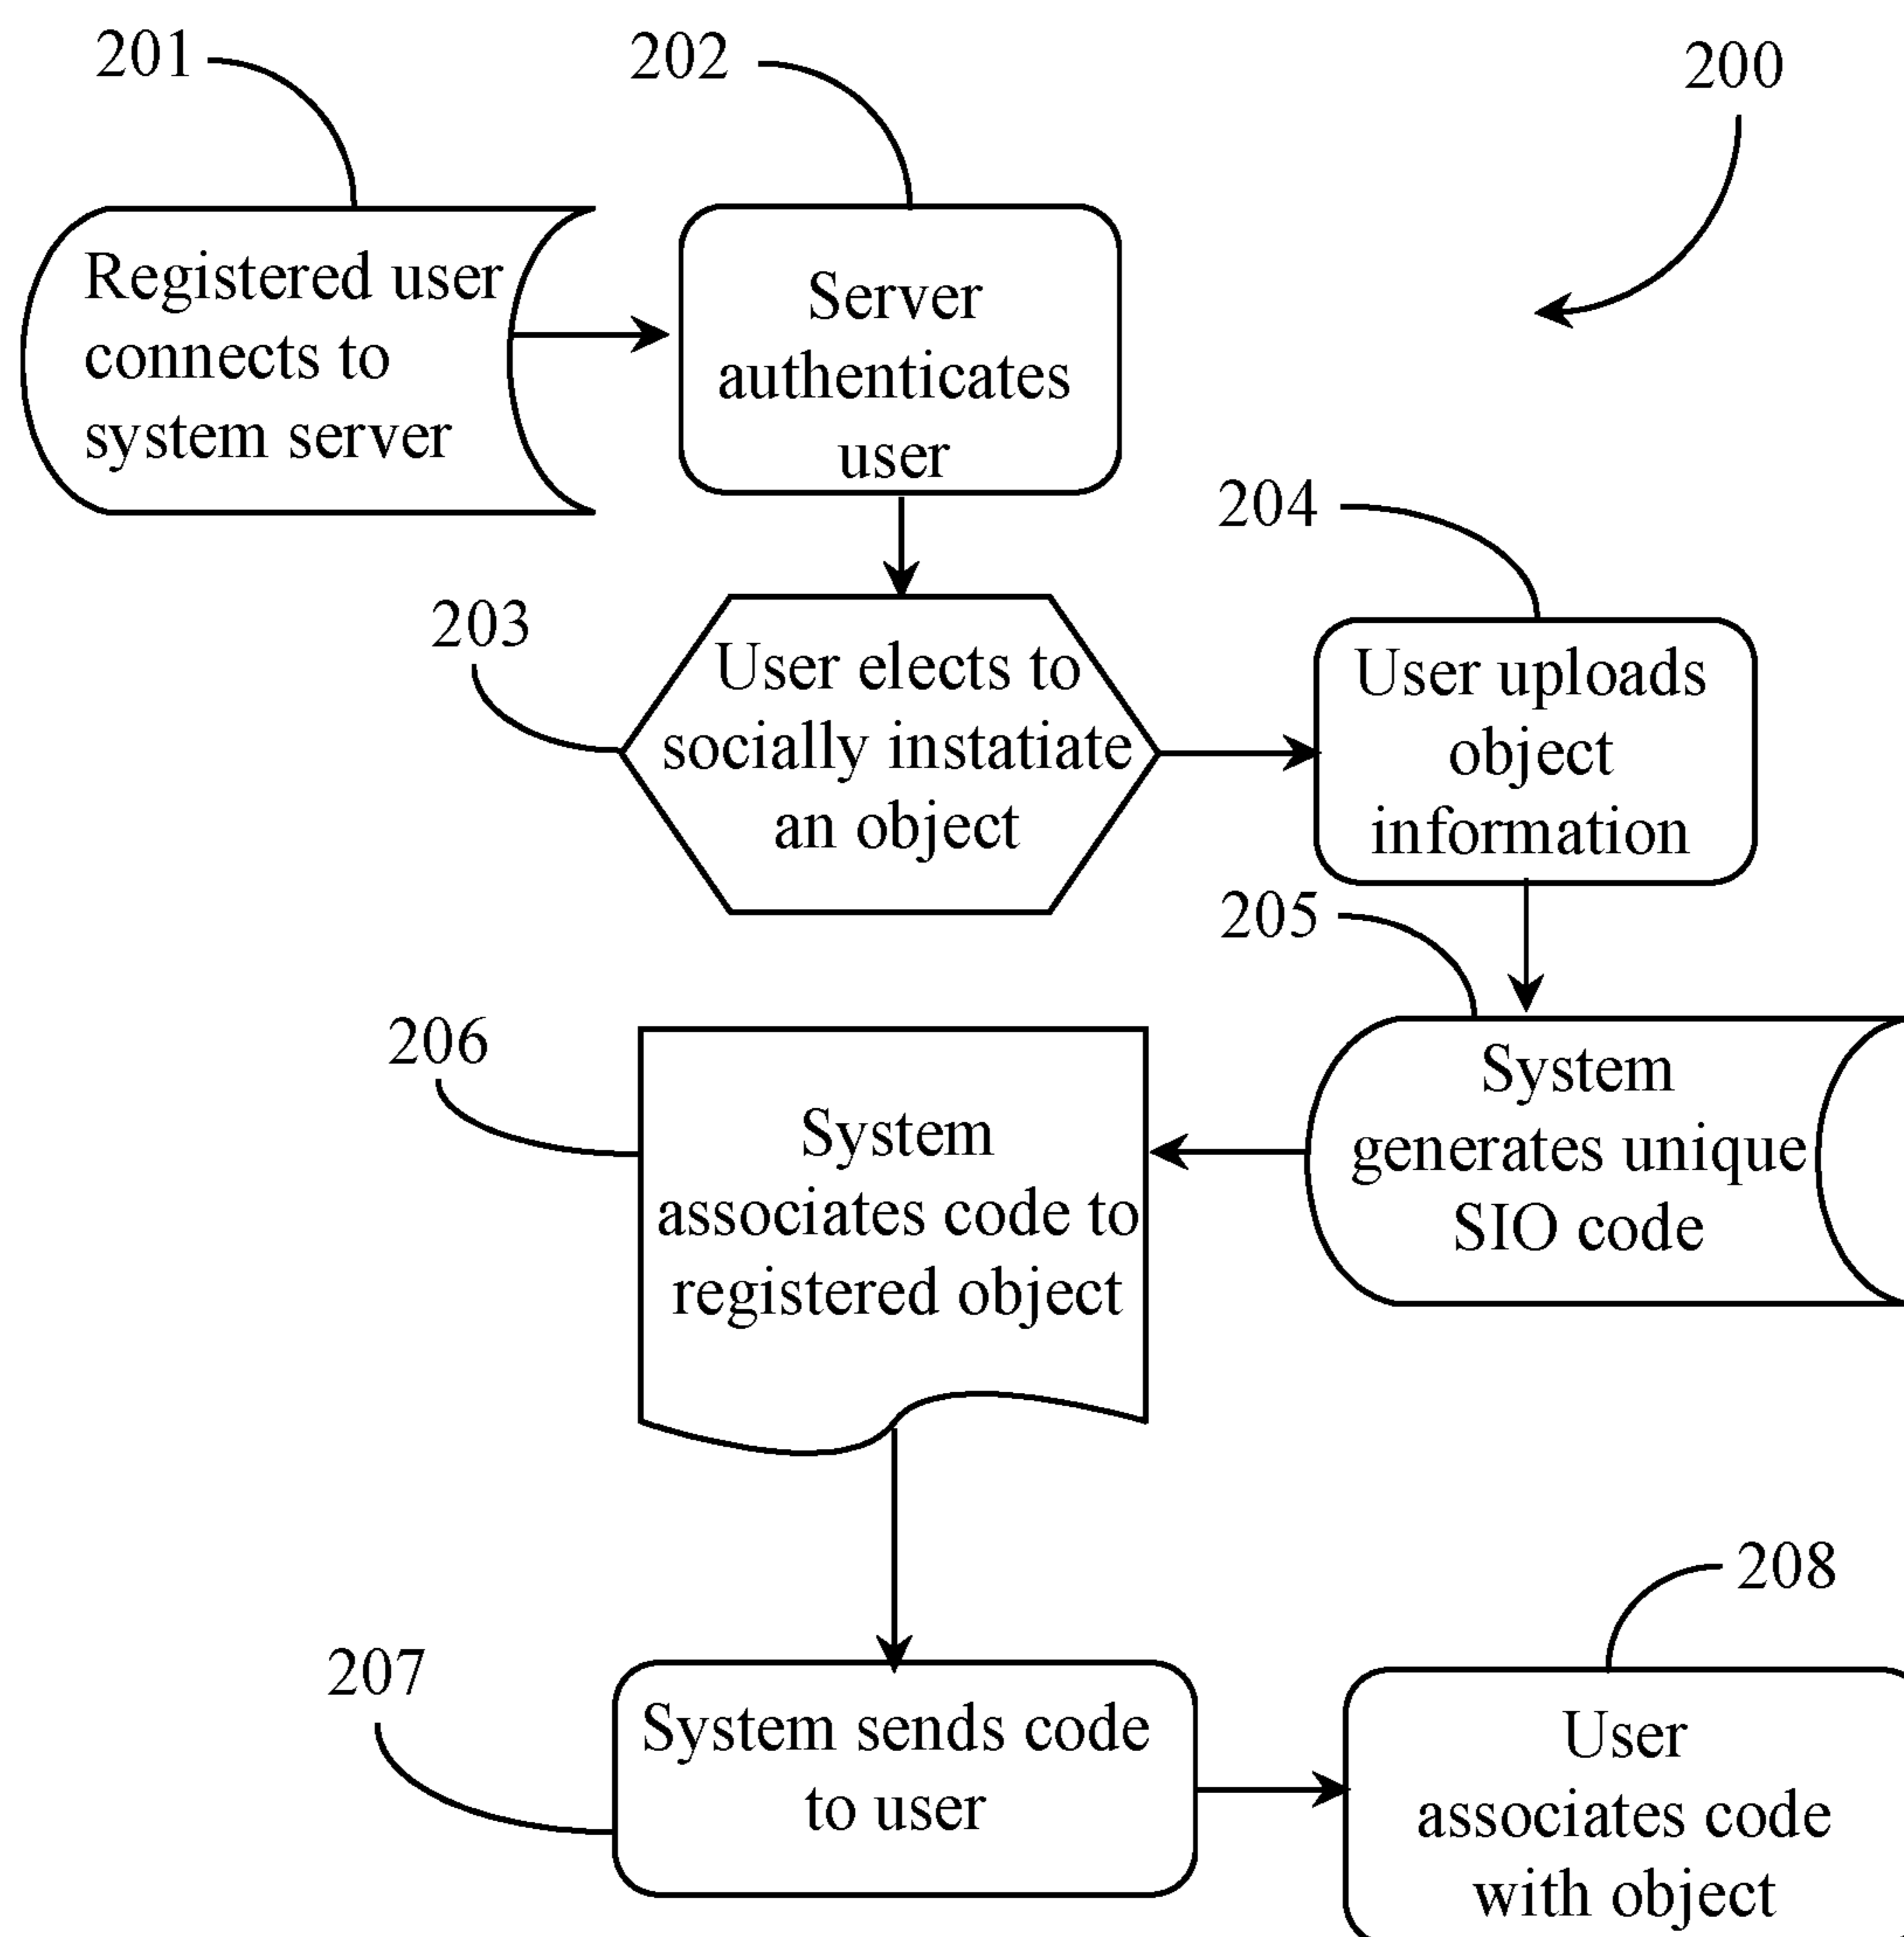 201
202
200
Registered user
connects to
system server
Server
authenticates
user
204
203
User elects to
socially instatiate
an object
User uploads
object
information
205
206
System
generates unique
SIO code
System
associates code to
registered object
208
207
System sends code
to user
User
associates code
with object